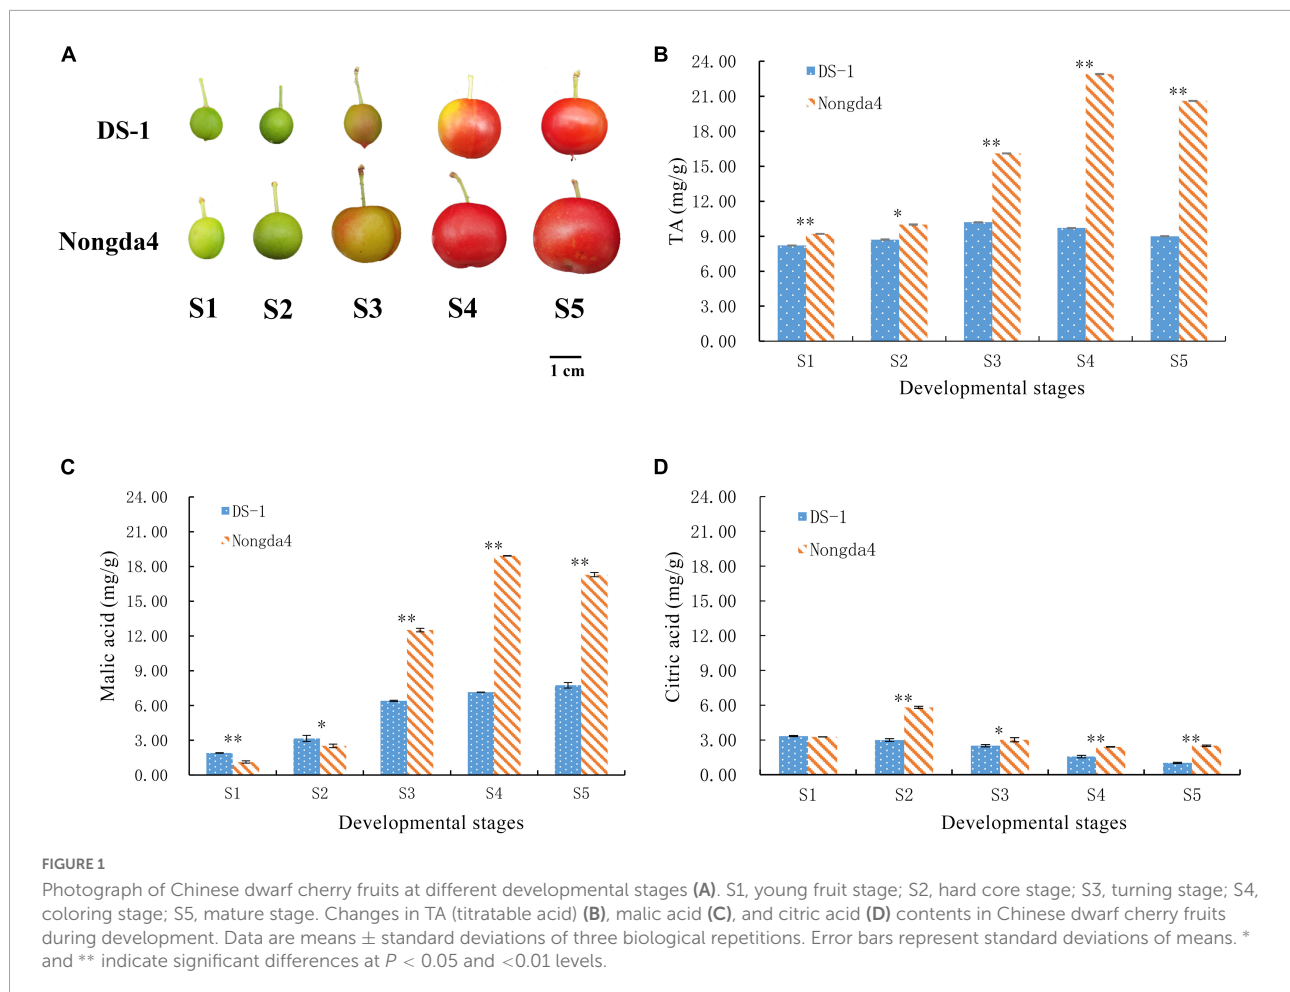 A
DS-1
Nongda4
S1 S2 S3 S4 S5
1 cm
B
TA (mg/g)
24.00
21.00
18.00
15.00
12.00
9.00
6.00
3.00
0.00
DS-1
Nongda4
** * ** ** **
S1 S2 S3 S4 S5
Developmental stages
C
Malic acid (mg/g)
24.00
21.00
18.00
15.00
12.00
9.00
6.00
3.00
0.00
DS-1
Nongda4
** * ** ** **
S1 S2 S3 S4 S5
Developmental stages
D
Citric acid (mg/g)
24.00
21.00
18.00
15.00
12.00
9.00
6.00
3.00
0.00
DS-1
Nongda4
** * ** **
S1 S2 S3 S4 S5
Developmental stages
FIGURE 1
Photograph of Chinese dwarf cherry fruits at different developmental stages (A). S1, young fruit stage; S2, hard core stage; S3, turning stage; S4,
coloring stage; S5, mature stage. Changes in TA (titratable acid) (B), malic acid (C), and citric acid (D) contents in Chinese dwarf cherry fruits
during development. Data are means ± standard deviations of three biological repetitions. Error bars represent standard deviations of means. *
and ** indicate significant differences at P < 0.05 and <0.01 levels.